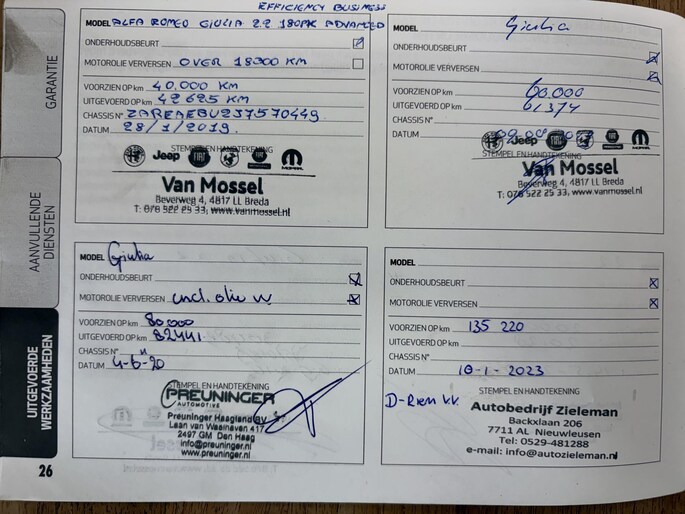 GARANTIE
AANVULLENDE
DIENSTEN
UITGEVOERDE
WERKZAAMHEDEN
26
EFFICIENCY BUSINESS
MODEL ALFA ROMEO GIULIA 2.2 180PK ADVANCED
ONDERHOUDSBEURT
MOTOROLIE VERVERSEN OVER 18000 KM
VOORZIEN OP km 40.000 KM
UITGEVOERD OP km 42625 KM
CHASSIS N° ZAREAEBU237570449
DATUM 28/1/2019
STEMPEL EN HANDTEKENING
Jeep FIAT MOPAR
Van Mossel
Beverweg 4, 4817 LL Breda
T: 076 522 25 33, www.vanmossel.nl
MODEL Giulia
ONDERHOUDSBEURT
MOTOROLIE VERVERSEN
VOORZIEN OP km 60.000
UITGEVOERD OP km 61374
CHASSIS N°
DATUM
STEMPEL EN HANDTEKENING
Jeep FIAT MOPAR
Van Mossel
Beverweg 4, 4817 LL Breda
T: 076 522 25 33, www.vanmossel.nl
MODEL Giulia
ONDERHOUDSBEURT
MOTOROLIE VERVERSEN incl. olie
VOORZIEN OP km 80.000
UITGEVOERD OP km 82441
CHASSIS N° "
DATUM 4-6-20
STEMPEL EN HANDTEKENING
PREUNINGER
AUTOMOTIVE
Preuninger Haaglanden B.V.
Laan van Waalhaven 417
2497 GM Den Haag
info@preuninger.nl
www.preuninger.nl
MODEL
ONDERHOUDSBEURT
MOTOROLIE VERVERSEN
VOORZIEN OP km 135 220
UITGEVOERD OP km
CHASSIS N°
DATUM 18-1-2023
STEMPEL EN HANDTEKENING
D-Riem V.V.
Autobedrijf Zieleman
Backxlaan 206
7711 AL Nieuwleusen
Tel: 0529-481288
e-mail: info@autozieleman.nl